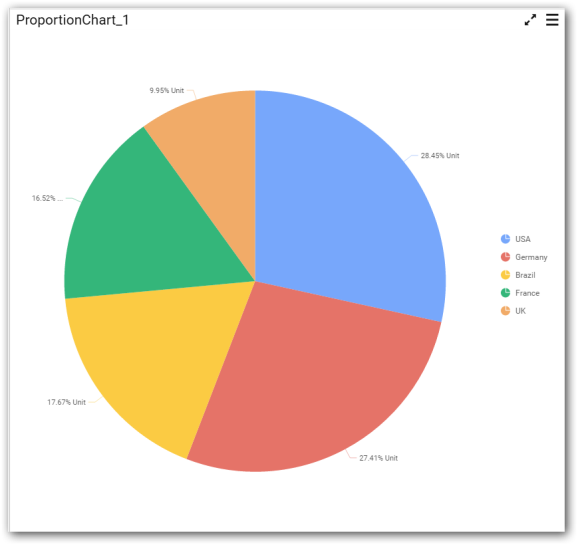 ProportionChart_1
9.95% Unit
28.45% Unit
16.52% ...
USA
Germany
Brazil
France
UK
17.67% Unit
27.41% Unit